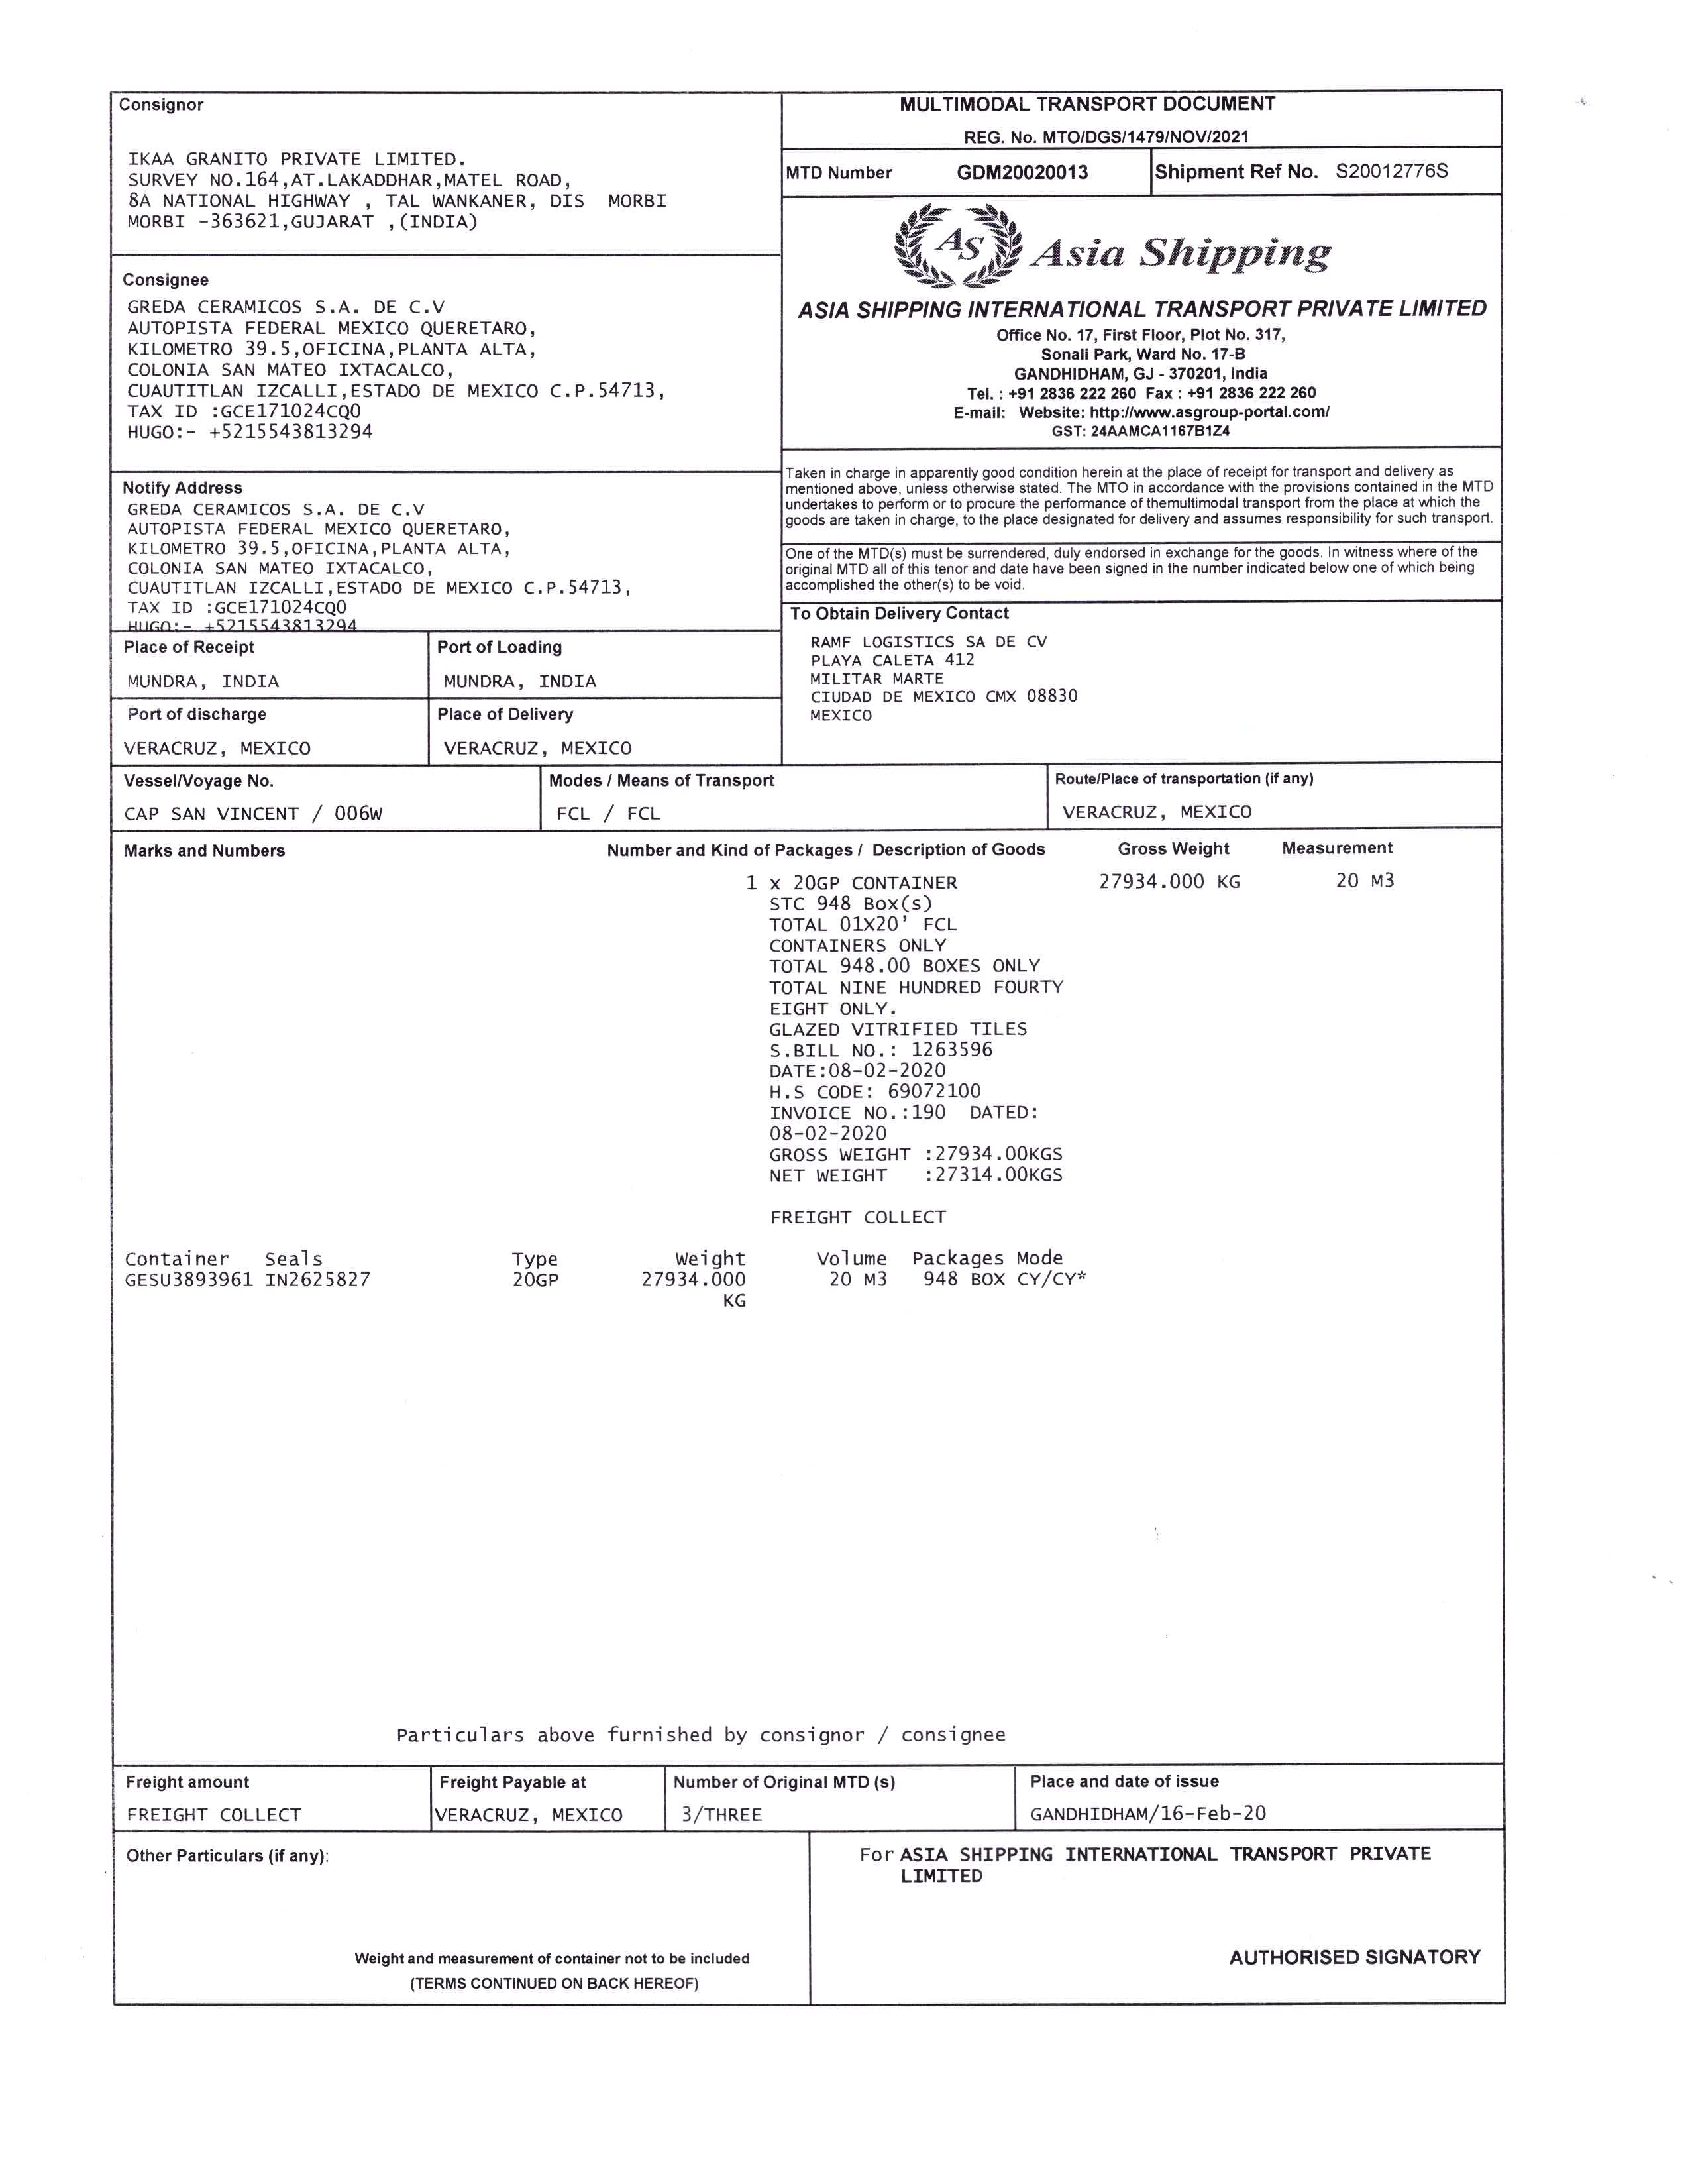 Consignor
IKAA GRANITO PRIVATE LIMITED.
SURVEY NO.164,AT.LAKADDHAR,MATEL ROAD,
8A NATIONAL HIGHWAY , TAL WANKANER, DIS  MORBI
MORBI -363621,GUJARAT ,(INDIA)
MULTIMODAL TRANSPORT DOCUMENT
REG. No. MTO/DGS/1479/NOV/2021
MTD Number GDM20020013
Shipment Ref No. S20012776S
AS Asia Shipping
ASIA SHIPPING INTERNATIONAL TRANSPORT PRIVATE LIMITED
Office No. 17, First Floor, Plot No. 317,
Sonali Park, Ward No. 17-B
GANDHIDHAM, GJ - 370201, India
Tel. : +91 2836 222 260 Fax : +91 2836 222 260
E-mail: Website: http://www.asgroup-portal.com/
GST: 24AAMCA1167B1Z4
Consignee
GREDA CERAMICOS S.A. DE C.V
AUTOPISTA FEDERAL MEXICO QUERETARO,
KILOMETRO 39.5,OFICINA,PLANTA ALTA,
COLONIA SAN MATEO IXTACALCO,
CUAUTITLAN IZCALLI,ESTADO DE MEXICO C.P.54713,
TAX ID :GCE171024CQ0
HUGO:- +5215543813294
Notify Address
GREDA CERAMICOS S.A. DE C.V
AUTOPISTA FEDERAL MEXICO QUERETARO,
KILOMETRO 39.5,OFICINA,PLANTA ALTA,
COLONIA SAN MATEO IXTACALCO,
CUAUTITLAN IZCALLI,ESTADO DE MEXICO C.P.54713,
TAX ID :GCE171024CQ0
HUGO:- +5215543813294
Taken in charge in apparently good condition herein at the place of receipt for transport and delivery as
mentioned above, unless otherwise stated. The MTO in accordance with the provisions contained in the MTD
undertakes to perform or to procure the performance of themultimodal transport from the place at which the
goods are taken in charge, to the place designated for delivery and assumes responsibility for such transport.
One of the MTD(s) must be surrendered, duly endorsed in exchange for the goods. In witness where of the
original MTD all of this tenor and date have been signed in the number indicated below one of which being
accomplished the other(s) to be void.
To Obtain Delivery Contact
RAMF LOGISTICS SA DE CV
PLAYA CALETA 412
MILITAR MARTE
CIUDAD DE MEXICO CMX 08830
MEXICO
Place of Receipt
MUNDRA, INDIA
Port of Loading
MUNDRA, INDIA
Port of discharge
VERACRUZ, MEXICO
Place of Delivery
VERACRUZ, MEXICO
Vessel/Voyage No.
CAP SAN VINCENT / 006W
Modes / Means of Transport
FCL / FCL
Route/Place of transportation (if any)
VERACRUZ, MEXICO
Marks and Numbers Number and Kind of Packages / Description of Goods Gross Weight Measurement
1 x 20GP CONTAINER 27934.000 KG 20 M3
STC 948 Box(s)
TOTAL 01X20' FCL
CONTAINERS ONLY
TOTAL 948.00 BOXES ONLY
TOTAL NINE HUNDRED FOURTY
EIGHT ONLY.
GLAZED VITRIFIED TILES
S.BILL NO.: 1263596
DATE:08-02-2020
H.S CODE: 69072100
INVOICE NO.:190  DATED:
08-02-2020
GROSS WEIGHT :27934.00KGS
NET WEIGHT   :27314.00KGS
FREIGHT COLLECT
Container Seals Type Weight Volume Packages Mode
GESU3893961 IN2625827 20GP 27934.000 20 M3 948 BOX CY/CY*
KG
Particulars above furnished by consignor / consignee
Freight amount
FREIGHT COLLECT
Freight Payable at
VERACRUZ, MEXICO
Number of Original MTD (s)
3/THREE
Place and date of issue
GANDHIDHAM/16-Feb-20
Other Particulars (if any):
Weight and measurement of container not to be included
(TERMS CONTINUED ON BACK HEREOF)
For ASIA SHIPPING INTERNATIONAL TRANSPORT PRIVATE
LIMITED
AUTHORISED SIGNATORY